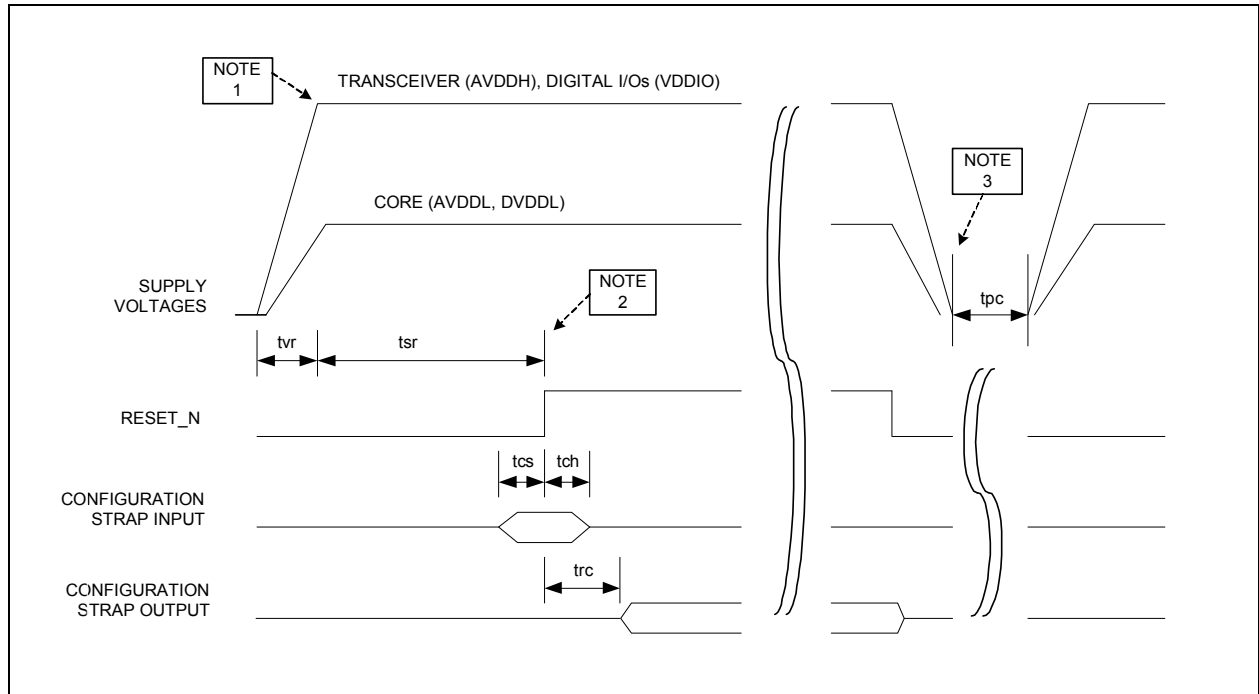 NOTE
1
TRANSCEIVER (AVDDH), DIGITAL I/Os (VDDIO)
NOTE
3
CORE (AVDDL, DVDDL)
SUPPLY
VOLTAGES
NOTE
2
tpc
tvr
tsr
RESET_N
tcs
tch
CONFIGURATION
STRAP INPUT
trc
CONFIGURATION
STRAP OUTPUT